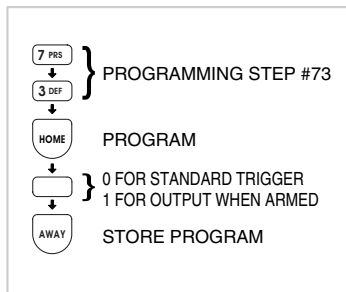 7 PRS
3 DEF
PROGRAMMING STEP #73
HOME
PROGRAM
0 FOR STANDARD TRIGGER
1 FOR OUTPUT WHEN ARMED
AWAY
STORE PROGRAM